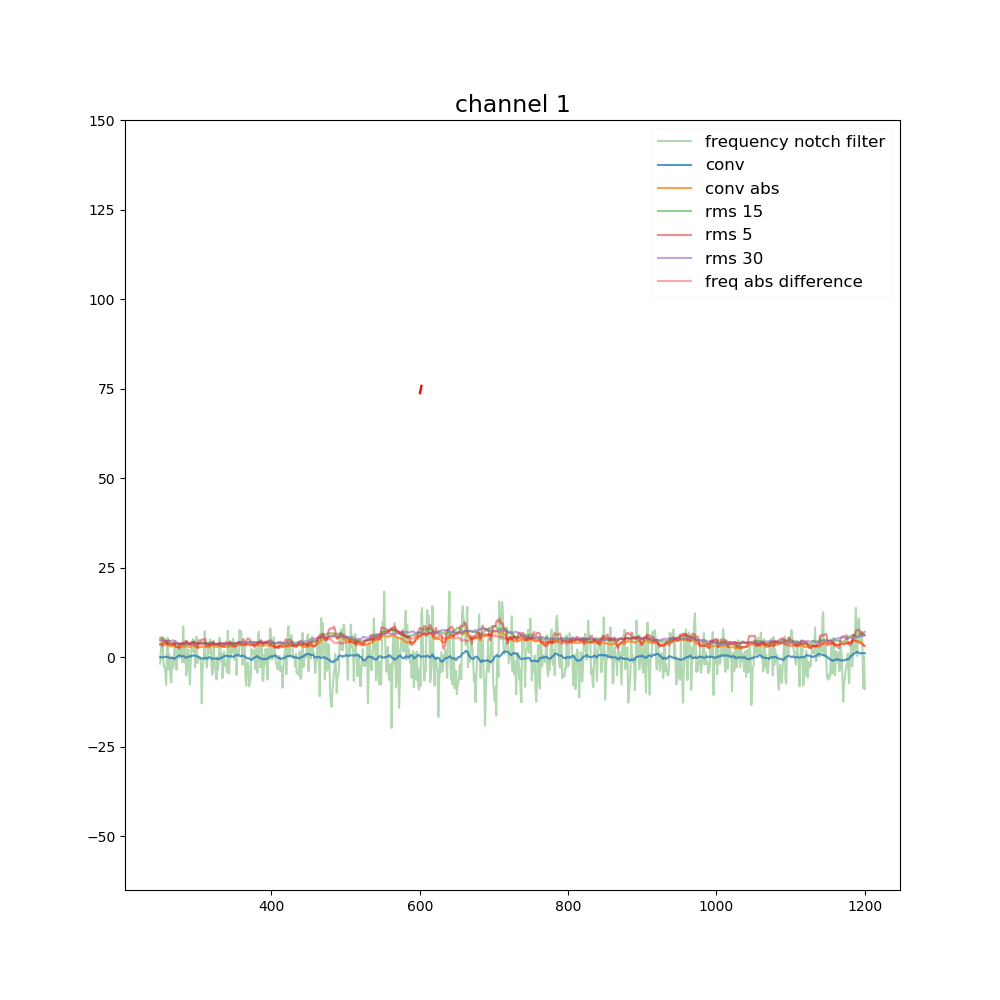 channel 1
150
125
100
75
50
25
0
−25
−50
frequency notch filter
conv
conv abs
rms 15
rms 5
rms 30
freq abs difference
400 600 800 1000 1200